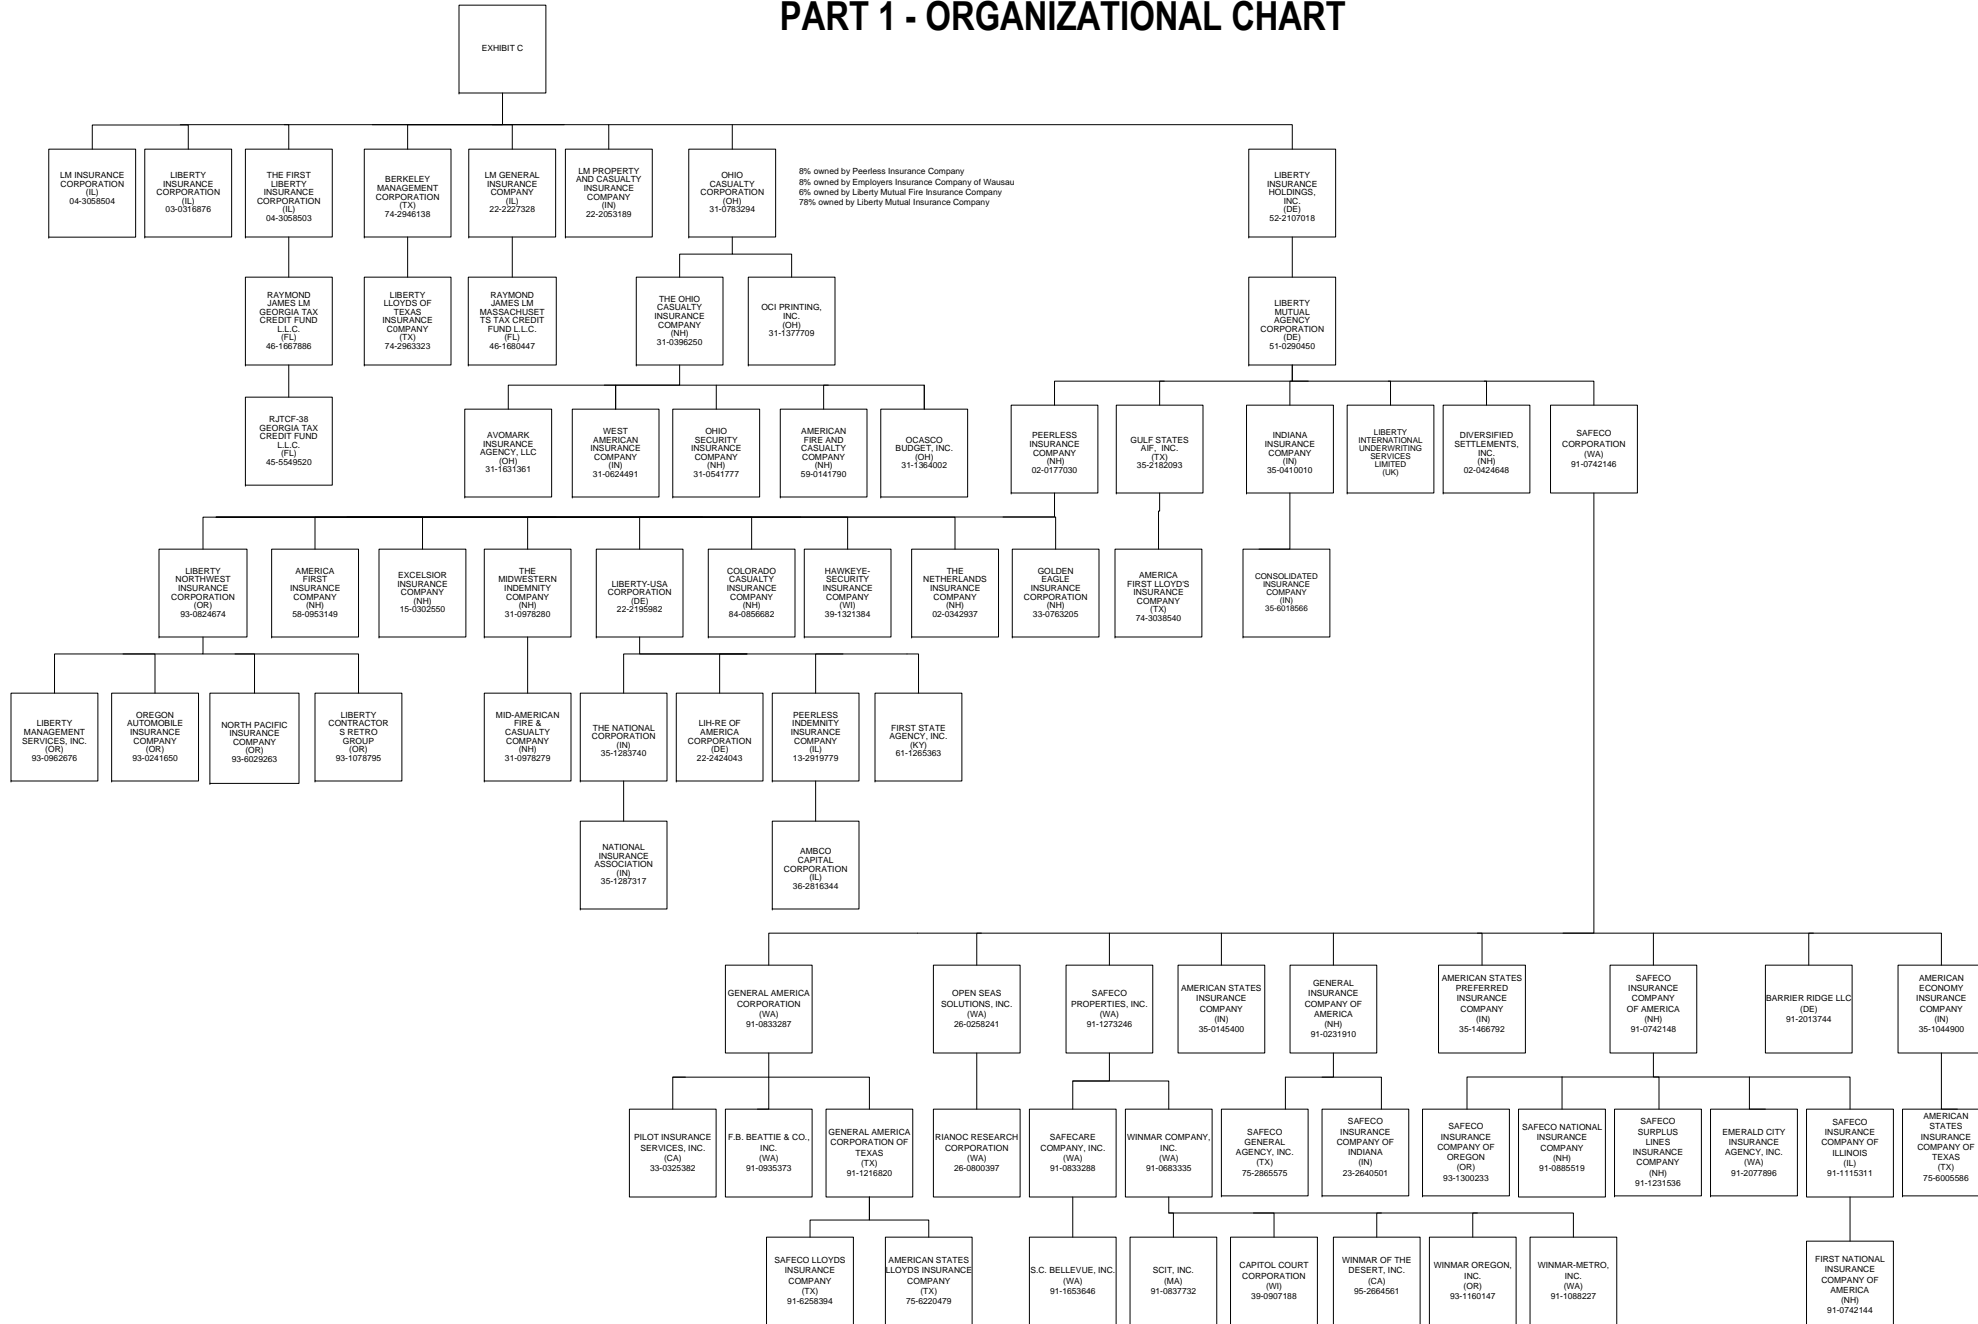 PART 1 - ORGANIZATIONAL CHART
EXHIBIT C
LM INSURANCE
CORPORATION
(IL)
04-3058504
LIBERTY
INSURANCE
CORPORATION
(IL)
03-0316876
THE FIRST
LIBERTY
INSURANCE
CORPORATION
(IL)
04-3058503
BERKELEY
MANAGEMENT
CORPORATION
(TX)
74-2946138
LM GENERAL
INSURANCE
COMPANY
(IL)
22-2227328
LM PROPERTY
AND CASUALTY
INSURANCE
COMPANY
(IN)
22-2053189
OHIO
CASUALTY
CORPORATION
(OH)
31-0783294
8% owned by Peerless Insurance Company
8% owned by Employers Insurance Company of Wausau
6% owned by Liberty Mutual Fire Insurance Company
78% owned by Liberty Mutual Insurance Company
LIBERTY
INSURANCE
HOLDINGS,
INC.
(DE)
52-2107018
RAYMOND
JAMES LM
GEORGIA TAX
CREDIT FUND
L.L.C.
(FL)
46-1667886
LIBERTY
LLOYDS OF
TEXAS
INSURANCE
C0MPANY
(TX)
74-2963323
RAYMOND
JAMES LM
MASSACHUSET
TS TAX CREDIT
FUND L.L.C.
(FL)
46-1680447
THE OHIO
CASUALTY
INSURANCE
COMPANY
(NH)
31-0396250
OCI PRINTING,
INC.
(OH)
31-1377709
LIBERTY
MUTUAL
AGENCY
CORPORATION
(DE)
51-0290450
RJTCF-38
GEORGIA TAX
CREDIT FUND
L.L.C.
(FL)
45-5549520
AVOMARK
INSURANCE
AGENCY, LLC
(OH)
31-1631361
WEST
AMERICAN
INSURANCE
COMPANY
(IN)
31-0624491
OHIO
SECURITY
INSURANCE
COMPANY
(NH)
31-0541777
AMERICAN
FIRE AND
CASUALTY
COMPANY
(NH)
59-0141790
OCASCO
BUDGET, INC.
(OH)
31-1364002
PEERLESS
INSURANCE
COMPANY
(NH)
02-0177030
GULF STATES
AIF, INC.
(TX)
35-2182093
INDIANA
INSURANCE
COMPANY
(IN)
35-0410010
LIBERTY
INTERNATIONAL
UNDERWRITING
SERVICES
LIMITED
(UK)
DIVERSIFIED
SETTLEMENTS,
INC.
(NH)
02-0424648
SAFECO
CORPORATION
(WA)
91-0742146
LIBERTY
NORTHWEST
INSURANCE
CORPORATION
(OR)
93-0824674
AMERICA
FIRST
INSURANCE
COMPANY
(NH)
58-0953149
EXCELSIOR
INSURANCE
COMPANY
(NH)
15-0302550
THE
MIDWESTERN
INDEMNITY
COMPANY
(NH)
31-0978280
LIBERTY-USA
CORPORATION
(DE)
22-2195982
COLORADO
CASUALTY
INSURANCE
COMPANY
(NH)
84-0856682
HAWKEYE-
SECURITY
INSURANCE
COMPANY
(WI)
39-1321384
THE
NETHERLANDS
INSURANCE
COMPANY
(NH)
02-0342937
GOLDEN
EAGLE
INSURANCE
CORPORATION
(NH)
33-0763205
AMERICA
FIRST LLOYD'S
INSURANCE
COMPANY
(TX)
74-3038540
CONSOLIDATED
INSURANCE
COMPANY
(IN)
35-6018566
LIBERTY
MANAGEMENT
SERVICES, INC.
(OR)
93-0962676
OREGON
AUTOMOBILE
INSURANCE
COMPANY
(OR)
93-0241650
NORTH PACIFIC
INSURANCE
COMPANY
(OR)
93-6029263
LIBERTY
CONTRACTOR
S RETRO
GROUP
(OR)
93-1078795
MID-AMERICAN
FIRE &
CASUALTY
COMPANY
(NH)
31-0978279
THE NATIONAL
CORPORATION
(IN)
35-1283740
LIH-RE OF
AMERICA
CORPORATION
(DE)
22-2424043
PEERLESS
INDEMNITY
INSURANCE
COMPANY
(IL)
13-2919779
FIRST STATE
AGENCY, INC.
(KY)
61-1265363
NATIONAL
INSURANCE
ASSOCIATION
(IN)
35-1287317
AMBCO
CAPITAL
CORPORATION
(IL)
36-2816344
GENERAL AMERICA
CORPORATION
(WA)
91-0833287
OPEN SEAS
SOLUTIONS, INC.
(WA)
26-0258241
SAFECO
PROPERTIES, INC.
(WA)
91-1273246
AMERICAN STATES
INSURANCE
COMPANY
(IN)
35-0145400
GENERAL
INSURANCE
COMPANY OF
AMERICA
(NH)
91-0231910
AMERICAN STATES
PREFERRED
INSURANCE
COMPANY
(IN)
35-1466792
SAFECO
INSURANCE
COMPANY
OF AMERICA
(NH)
91-0742148
BARRIER RIDGE LLC
(DE)
91-2013744
AMERICAN
ECONOMY
INSURANCE
COMPANY
(IN)
35-1044900
PILOT INSURANCE
SERVICES, INC.
(CA)
33-0325382
F.B. BEATTIE & CO.,
INC.
(WA)
91-0935373
GENERAL AMERICA
CORPORATION OF
TEXAS
(TX)
91-1216820
RIANOC RESEARCH
CORPORATION
(WA)
26-0800397
SAFECARE
COMPANY, INC.
(WA)
91-0833288
WINMAR COMPANY,
INC.
(WA)
91-0683335
SAFECO
GENERAL
AGENCY, INC.
(TX)
75-2865575
SAFECO
INSURANCE
COMPANY OF
INDIANA
(IN)
23-2640501
SAFECO
INSURANCE
COMPANY OF
OREGON
(OR)
93-1300233
SAFECO NATIONAL
INSURANCE
COMPANY
(NH)
91-0885519
SAFECO
SURPLUS
LINES
INSURANCE
COMPANY
(NH)
91-1231536
EMERALD CITY
INSURANCE
AGENCY, INC.
(WA)
91-2077896
SAFECO
INSURANCE
COMPANY OF
ILLINOIS
(IL)
91-1115311
AMERICAN
STATES
INSURANCE
COMPANY OF
TEXAS
(TX)
75-6005586
SAFECO LLOYDS
INSURANCE
COMPANY
(TX)
91-6258394
AMERICAN STATES
LLOYDS INSURANCE
COMPANY
(TX)
75-6220479
S.C. BELLEVUE, INC.
(WA)
91-1653646
SCIT, INC.
(MA)
91-0837732
CAPITOL COURT
CORPORATION
(WI)
39-0907188
WINMAR OF THE
DESERT, INC.
(CA)
95-2664561
WINMAR OREGON,
INC.
(OR)
93-1160147
WINMAR-METRO,
INC.
(WA)
91-1088227
FIRST NATIONAL
INSURANCE
COMPANY OF
AMERICA
(NH)
91-0742144